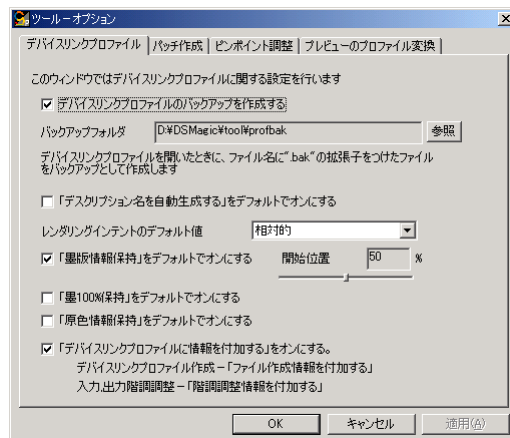 ツール－オプション
デバイスリンクプロファイル パッチ作成 ピンポイント調整 プレビューのプロファイル変換
このウィンドウではデバイスリンクプロファイルに関する設定を行います
デバイスリンクプロファイルのバックアップを作成する
バックアップフォルダ D:¥DSMagic¥tool¥profbak 参照
デバイスリンクプロファイルを開いたときに、ファイル名に".bak"の拡張子をつけたファイル
をバックアップとして作成します
「デスクリプション名を自動生成する」をデフォルトでオンにする
レンダリングインテントのデフォルト値 相対的
「墨版情報保持」をデフォルトでオンにする 開始位置 50 %
「墨100%保持」をデフォルトでオンにする
「原色情報保持」をデフォルトでオンにする
「デバイスリンクプロファイルに情報を付加する」をオンにする。
デバイスリンクプロファイル作成－「ファイル作成情報を付加する」
入力,出力階調調整－「階調調整情報を付加する」
OK キャンセル 適用(A)